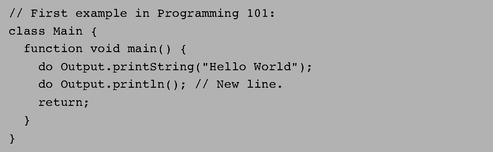 // First example in Programming 101:
class Main {
  function void main() {
    do Output.printString("Hello World");
    do Output.println(); // New line.
    return;
  }
}